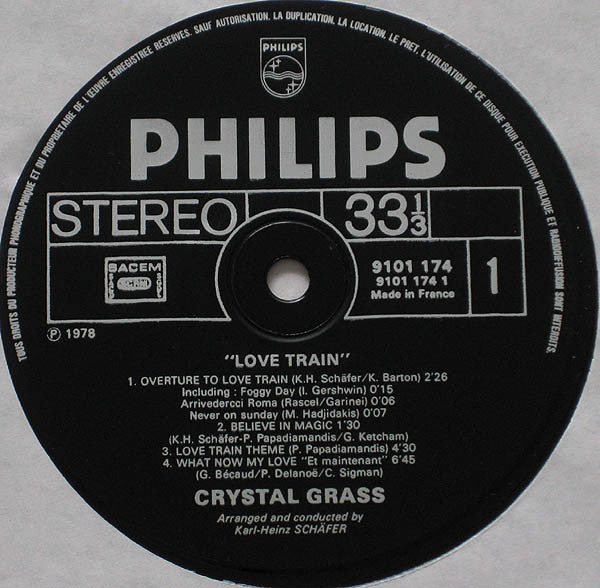 TOUS DROITS DU PRODUCTEUR PHONOGRAPHIQUE ET DU PROPRIETAIRE DE L'ŒUVRE ENREGISTREE RESERVES. SAUF AUTORISATION, LA DUPLICATION, LA LOCATION, LE PRET, L'UTILISATION DE CE DISQUE POUR EXECUTION PUBLIQUE ET RADIODIFFUSION SONT INTERDITS.
PHILIPS
PHILIPS
STEREO 33 1/3
SACEM
9101 174
9101 174 1
Made in France
1
℗ 1978
"LOVE TRAIN"
1. OVERTURE TO LOVE TRAIN (K.H. Schäfer/K. Barton) 2'26
Including : Foggy Day (I. Gershwin) 0'15
Arrivedercci Roma (Rascel/Garinei) 0'06
Never on sunday (M. Hadjidakis) 0'07
2. BELIEVE IN MAGIC 1'30
(K.H. Schäfer-P. Papadiamandis/G. Ketcham)
3. LOVE TRAIN THEME (P. Papadiamandis) 4'30
4. WHAT NOW MY LOVE "Et maintenant" 6'45
(G. Bécaud/P. Delanoë/C. Sigman)
CRYSTAL GRASS
Arranged and conducted by
Karl-Heinz SCHÄFER